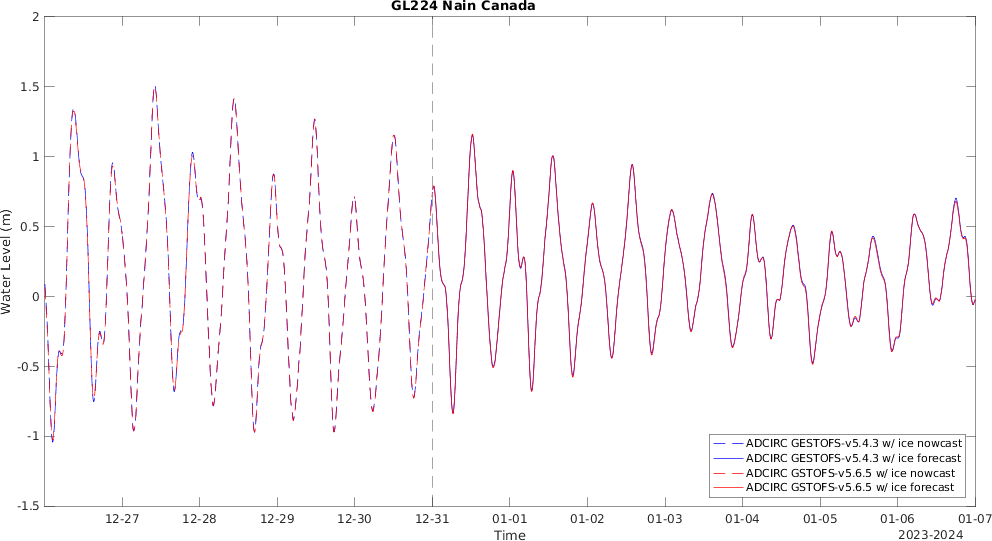 GL224 Nain Canada
2
1.5
1
0.5
0
-0.5
-1
-1.5
Water Level (m)
ADCIRC GESTOFS-v5.4.3 w/ ice nowcast
ADCIRC GESTOFS-v5.4.3 w/ ice forecast
ADCIRC GSTOFS-v5.6.5 w/ ice nowcast
ADCIRC GSTOFS-v5.6.5 w/ ice forecast
12-27 12-28 12-29 12-30 12-31 01-01 01-02 01-03 01-04 01-05 01-06 01-07
Time
2023-2024